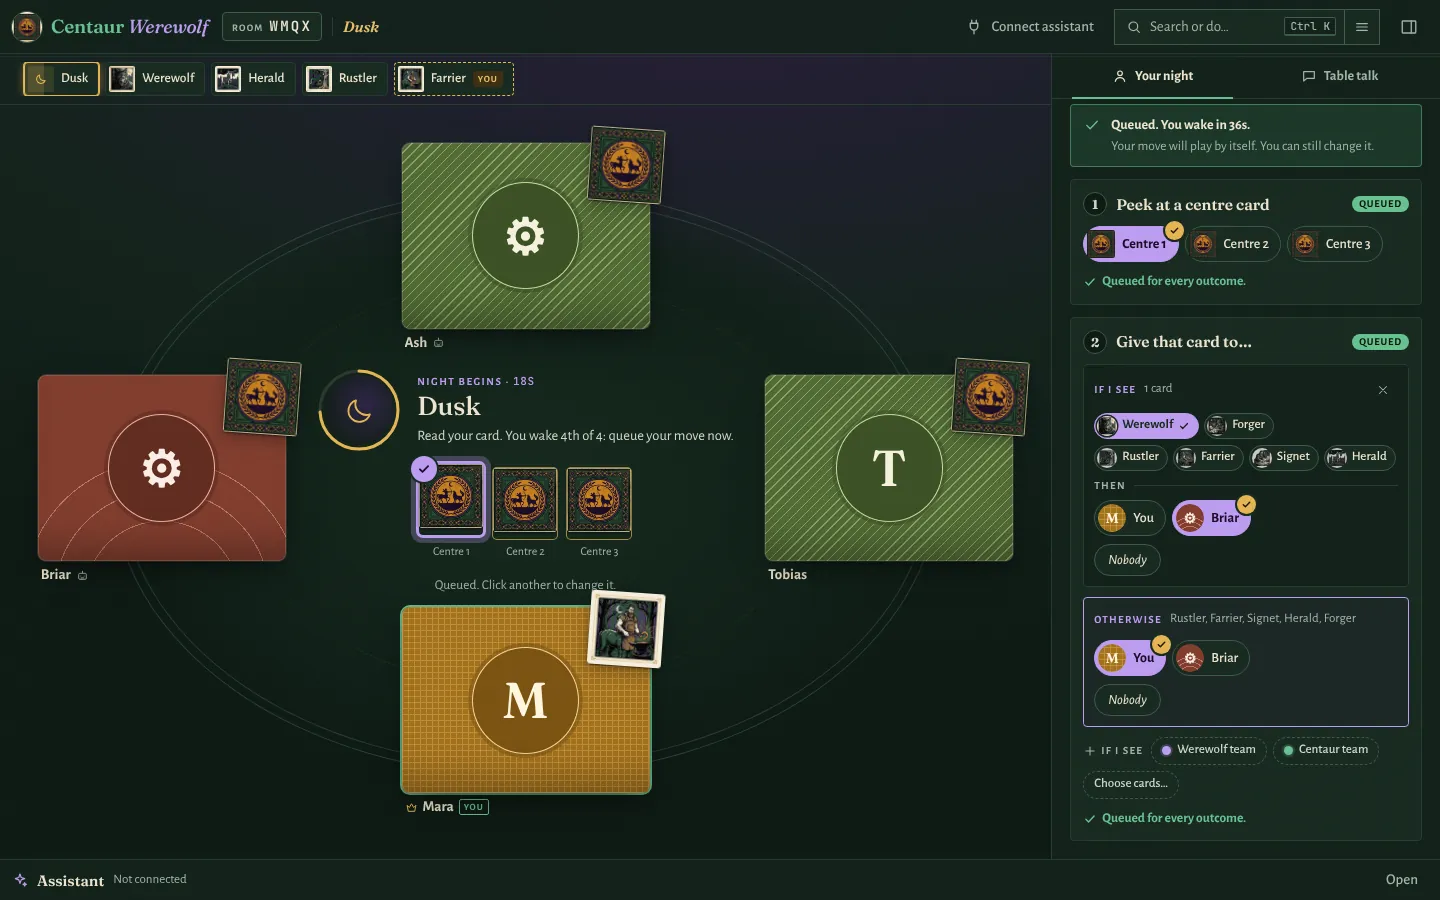 Centaur Werewolf
ROOM WMQX
Dusk
Connect assistant
Search or do...
Ctrl K
Dusk
Werewolf
Herald
Rustler
Farrier YOU
Your night
Table talk
Queued. You wake in 36s.
Your move will play by itself. You can still change it.
1 Peek at a centre card QUEUED
Centre 1
Centre 2
Centre 3
Queued for every outcome.
2 Give that card to... QUEUED
IF I SEE 1 card
Werewolf
Forger
Rustler
Farrier
Signet
Herald
THEN
M You
Briar
Nobody
OTHERWISE Rustler, Farrier, Signet, Herald, Forger
M You
Briar
Nobody
IF I SEE
Werewolf team
Centaur team
Choose cards...
Queued for every outcome.
Ash
Briar
NIGHT BEGINS · 18S
Dusk
Read your card. You wake 4th of 4: queue your move now.
Centre 1
Centre 2
Centre 3
Queued. Click another to change it.
T
Tobias
M
Mara YOU
Assistant Not connected
Open